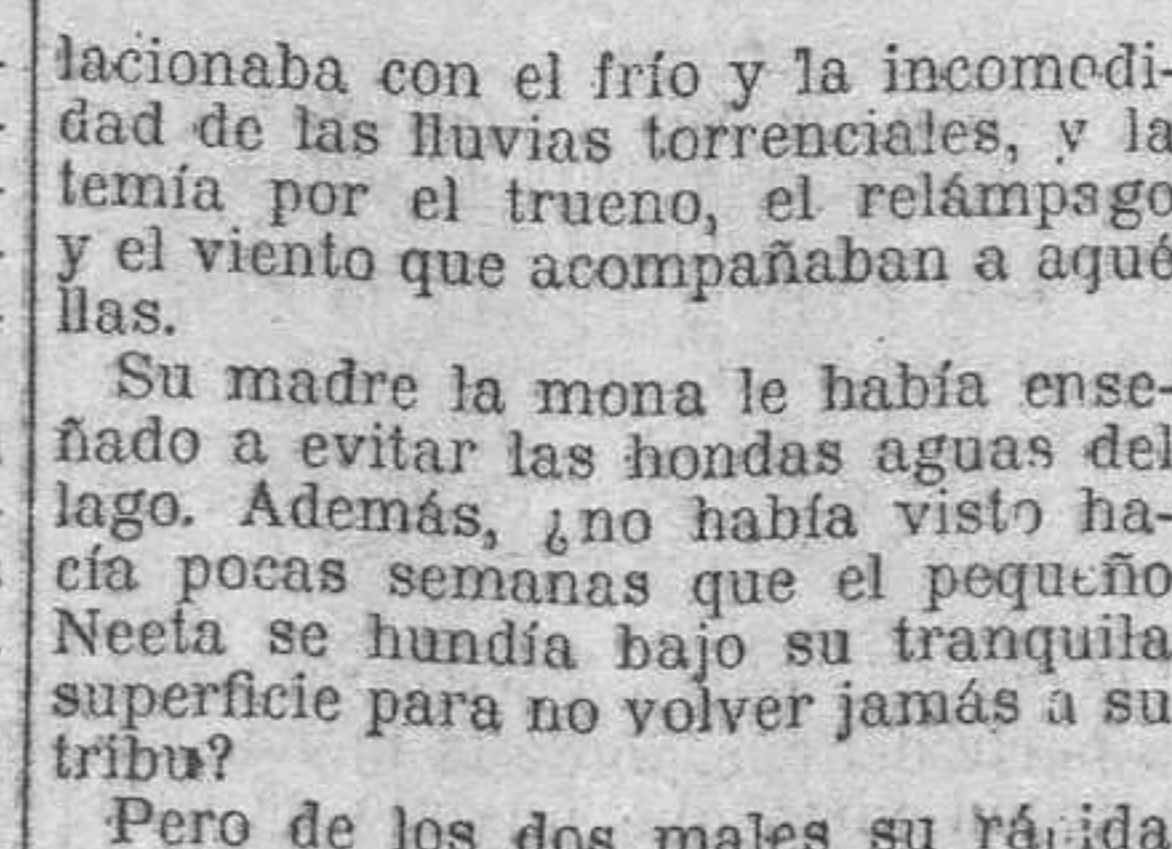 lacionaba con el frío y la incomodi-
dad de las lluvias torrenciales, y la
temía por el trueno, el relámpago
y el viento que acompañaban a aqué
llas.
Su madre la mona le había ense-
ñado a evitar las hondas aguas del
lago. Además, ¿no había visto ha-
cía pocas semanas que el pequeño
Neeta se hundía bajo su tranquila
superficie para no volver jamás a su
tribu?
Pero de los dos males su rápida